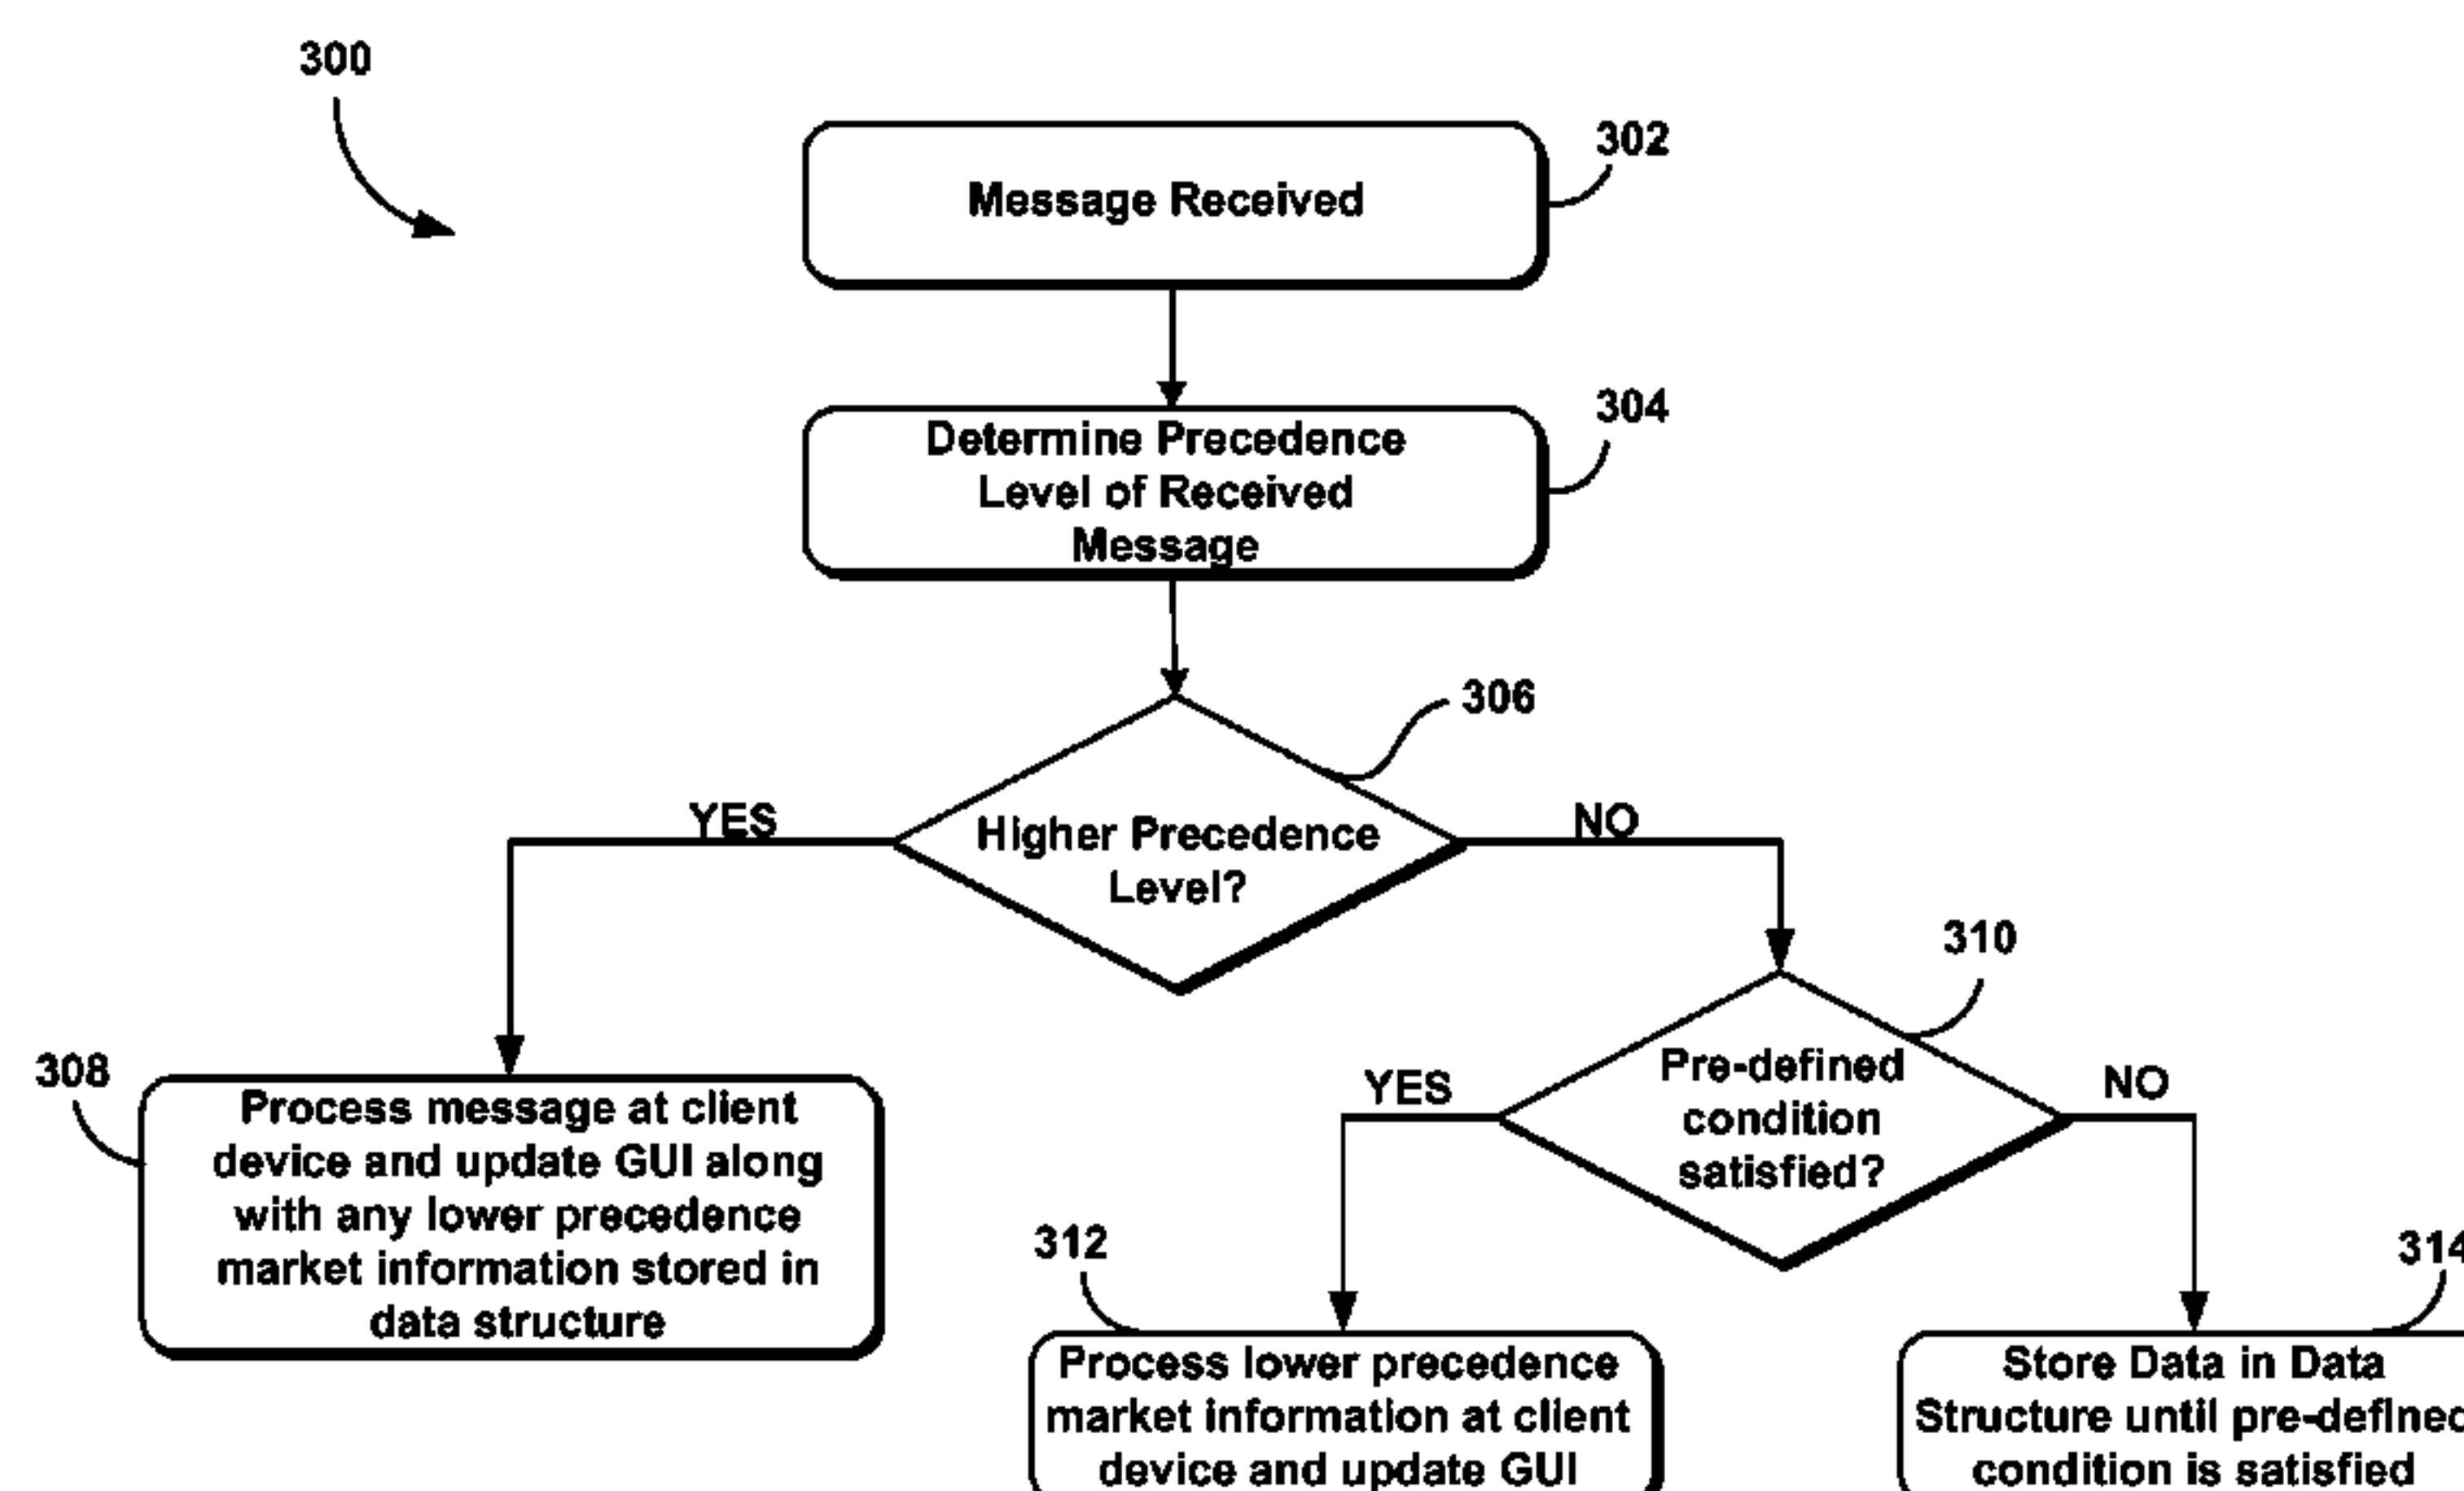 300
302
Message Received
304
Determine Precedence
Level of Received
Message
306
YES
NO
Higher Precedence
Level?
310
308
Process message at client
device and update GUI along
with any lower precedence
market information stored in
data structure
YES
Pre-defined
condition
satisfied?
NO
312
314
Process lower precedence
market information at client
device and update GUI
Store Data in Data
Structure until pre-defined
condition is satisfied